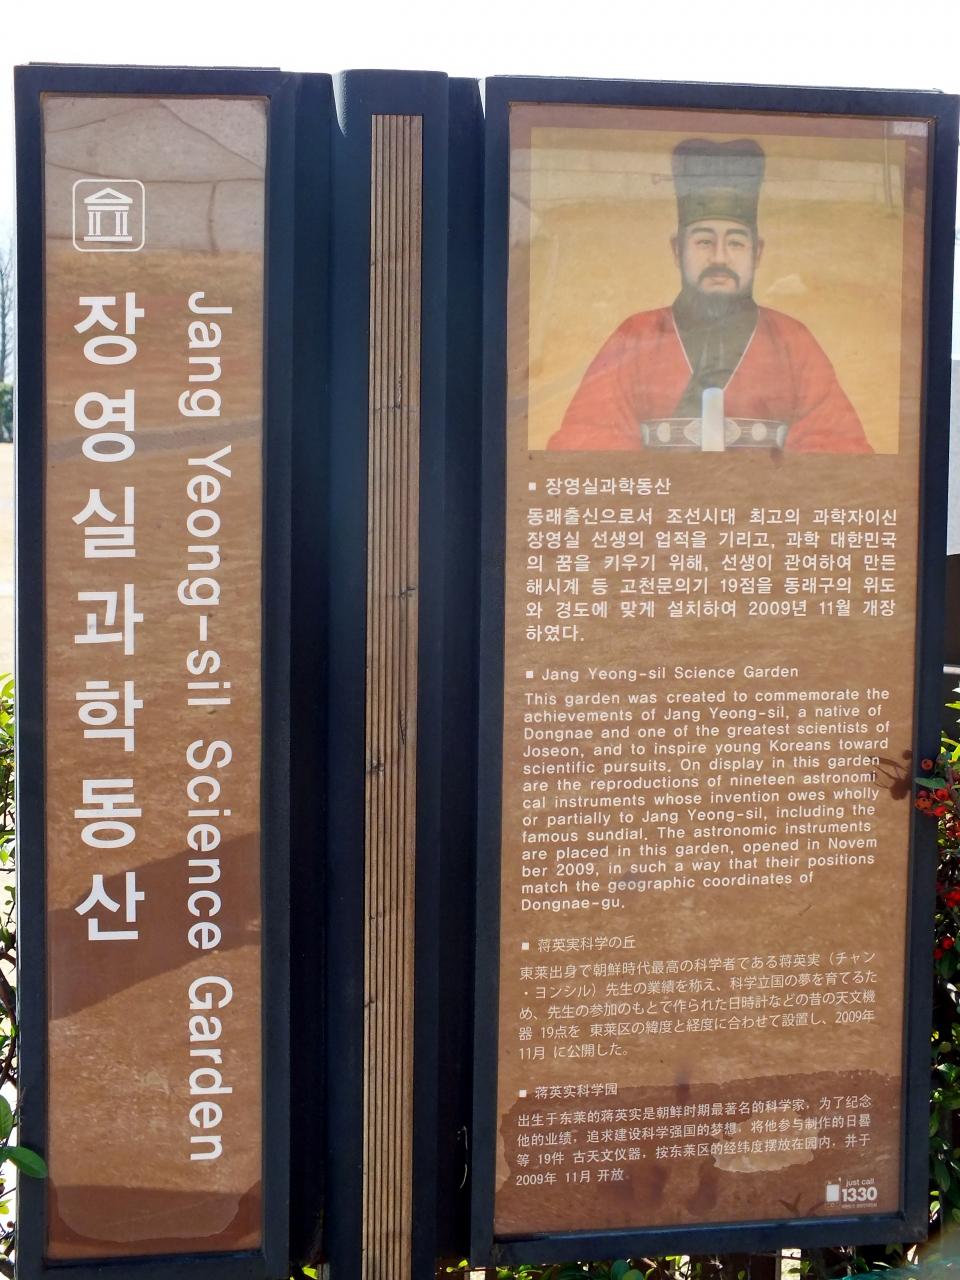 장영실과학동산
Jang Yeong-sil Science Garden
▪ 장영실과학동산
동래출신으로서 조선시대 최고의 과학자이신
장영실 선생의 업적을 기리고, 과학 대한민국
의 꿈을 키우기 위해, 선생이 관여하여 만든
해시계 등 고천문의기 19점을 동래구의 위도
와 경도에 맞게 설치하여 2009년 11월 개장
하였다.
▪ Jang Yeong-sil Science Garden
This garden was created to commemorate the
achievements of Jang Yeong-sil, a native of
Dongnae and one of the greatest scientists of
Joseon, and to inspire young Koreans toward
scientific pursuits. On display in this garden
are the reproductions of nineteen astronomi
cal instruments whose invention owes wholly
or partially to Jang Yeong-sil, including the
famous sundial. The astronomic instruments
are placed in this garden, opened in Novem
ber 2009, in such a way that their positions
match the geographic coordinates of
Dongnae-gu.
▪ 蒋英実科学の丘
東莱出身で朝鮮時代最高の科学者である蒋英実（チャン
・ヨンシル）先生の業績を称え、科学立国の夢を育てるた
め、先生の参加のもとで作られた日時計などの昔の天文機
器 19点を 東莱区の緯度と経度に合わせて設置し、2009年
11月 に公開した。
▪ 蒋英实科学园
出生于东莱的蒋英实是朝鲜时期最著名的科学家，为了纪念
他的业绩，追求建设科学强国的梦想，将他参与制作的日晷
等 19件 古天文仪器，按东莱区的经纬度摆放在园内，并于
2009年 11月 开放。
just call
1330